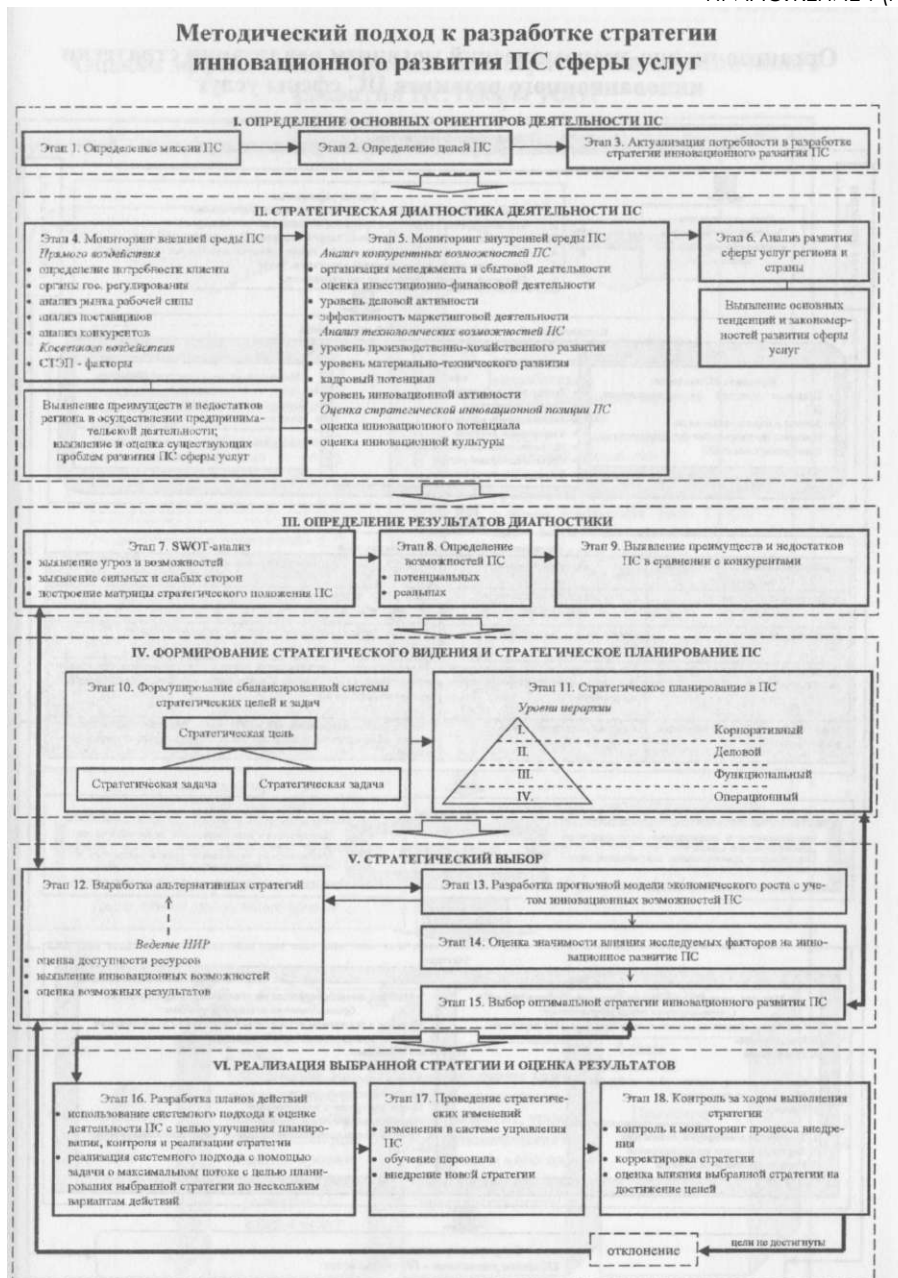 Методический подход к разработке стратегии
инновационного развития ПС сферы услуг
I. ОПРЕДЕЛЕНИЕ ОСНОВНЫХ ОРИЕНТИРОВ ДЕЯТЕЛЬНОСТИ ПС
Этап 1. Определение миссии ПС
Этап 2. Определение целей ПС
Этап 3. Актуализация потребности в разработке
стратегии инновационного развития ПС
II. СТРАТЕГИЧЕСКАЯ ДИАГНОСТИКА ДЕЯТЕЛЬНОСТИ ПС
Этап 4. Мониторинг внешней среды ПС
Прямого воздействия
• определение потребности клиента
• органы гос. регулирования
• анализ рынка рабочей силы
• анализ поставщиков
• анализ конкурентов
Косвенного воздействия
• СТЭП - факторы
Выявление преимуществ и недостатков
региона в осуществлении предпринима-
тельской деятельности;
выявление и оценка существующих
проблем развития ПС сферы услуг
Этап 5. Мониторинг внутренней среды ПС
Анализ конкурентных возможностей ПС
• организация менеджмента и сбытовой деятельности
• оценка инвестиционно-финансовой деятельности
• уровень деловой активности
• эффективность маркетинговой деятельности
Анализ технологических возможностей ПС
• уровень производственно-хозяйственного развития
• уровень материально-технического развития
• кадровый потенциал
• уровень инновационной активности
Оценка стратегической инновационной позиции ПС
• оценка инновационного потенциала
• оценка инновационной культуры
Этап 6. Анализ развития
сферы услуг региона и
страны
Выявление основных
тенденций и закономер-
ностей развития сферы
услуг
III. ОПРЕДЕЛЕНИЕ РЕЗУЛЬТАТОВ ДИАГНОСТИКИ
Этап 7. SWOT-анализ
• выявление угроз и возможностей
• выявление сильных и слабых сторон
• построение матрицы стратегического положения ПС
Этап 8. Определение
возможностей ПС
• потенциальных
• реальных
Этап 9. Выявление преимуществ и недостатков
ПС в сравнении с конкурентами
IV. ФОРМИРОВАНИЕ СТРАТЕГИЧЕСКОГО ВИДЕНИЯ И СТРАТЕГИЧЕСКОЕ ПЛАНИРОВАНИЕ ПС
Этап 10. Формулирование сбалансированной системы
стратегических целей и задач
Стратегическая цель
Стратегическая задача
Стратегическая задача
Этап 11. Стратегическое планирование в ПС
Уровни иерархии
I. Корпоративный
II. Деловой
III. Функциональный
IV. Операционный
V. СТРАТЕГИЧЕСКИЙ ВЫБОР
Этап 12. Выработка альтернативных стратегий
Ведение НИР
• оценка доступности ресурсов
• выявление инновационных возможностей
• оценка возможных результатов
Этап 13. Разработка прогнозной модели экономического роста с уче-
том инновационных возможностей ПС
Этап 14. Оценка значимости влияния исследуемых факторов на инно-
вационное развитие ПС
Этап 15. Выбор оптимальной стратегии инновационного развития ПС
VI. РЕАЛИЗАЦИЯ ВЫБРАННОЙ СТРАТЕГИИ И ОЦЕНКА РЕЗУЛЬТАТОВ
Этап 16. Разработка планов действий
• использование системного подхода к оценке
деятельности ПС с целью улучшения планиро-
вания, контроля и реализации стратегии
• реализация системного подхода с помощью
задачи о максимальном потоке с целью плани-
рования выбранной стратегии по нескольким
вариантам действий
Этап 17. Проведение стратегиче-
ских изменений
• изменения в системе управления
ПС
• обучение персонала
• внедрение новой стратегии
Этап 18. Контроль за ходом выполнения
стратегии
• контроль и мониторинг процесса внедре-
ния
• корректировка стратегии
• оценка влияния выбранной стратегии на
достижение целей
отклонение
цели не достигнуты